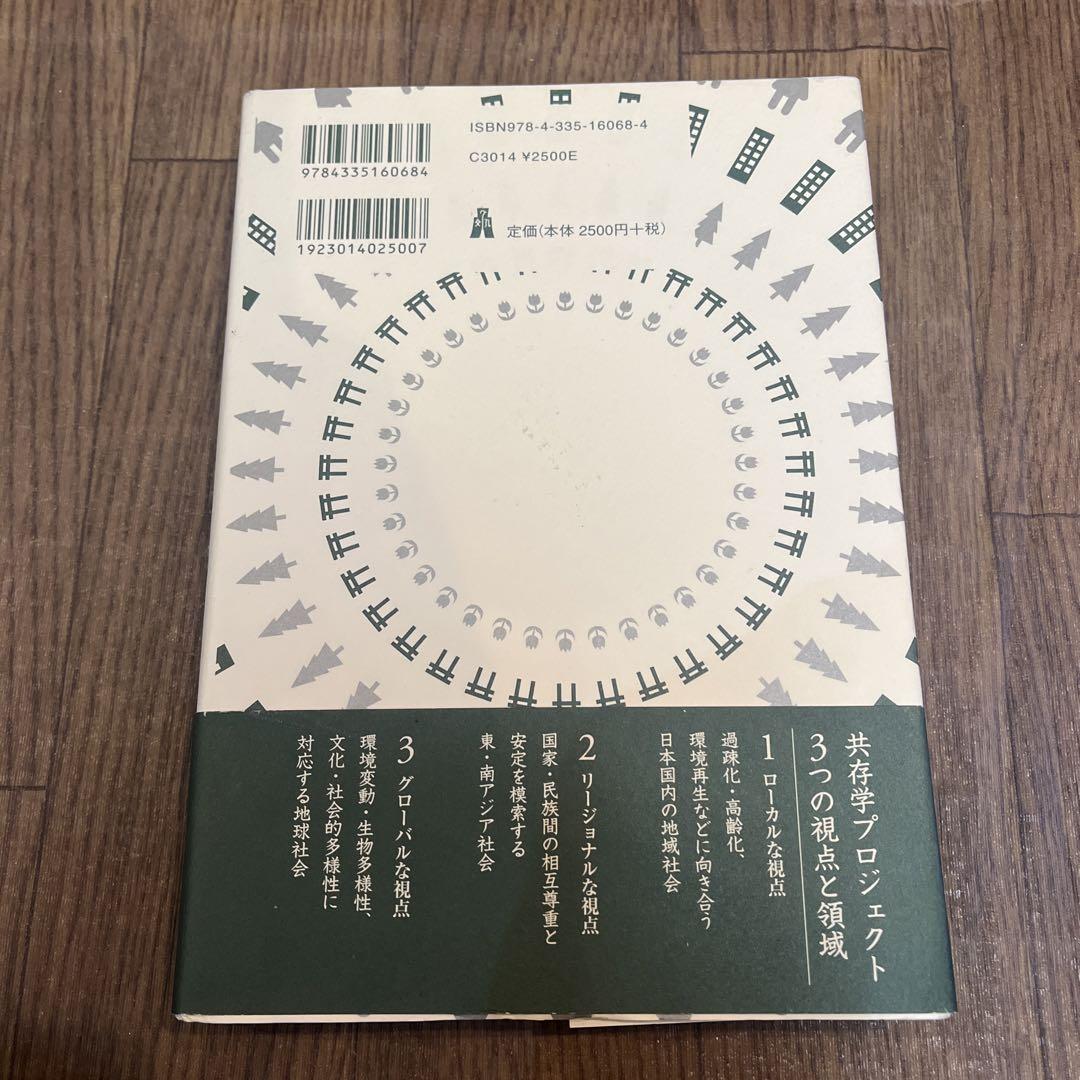 ISBN978-4-335-16068-4
9784335160684
C3014 ¥2500E
1923014025007
定価(本体 2500円+税)
共存学プロジェクト
3つの視点と領域
1 ローカルな視点
過疎化・高齢化、
環境再生などに向き合う
日本国内の地域社会
2 リージョナルな視点
国家・民族間の相互尊重と
安定を模索する
東・南アジア社会
3 グローバルな視点
環境変動・生物多様性、
文化・社会的多様性に
対応する地球社会